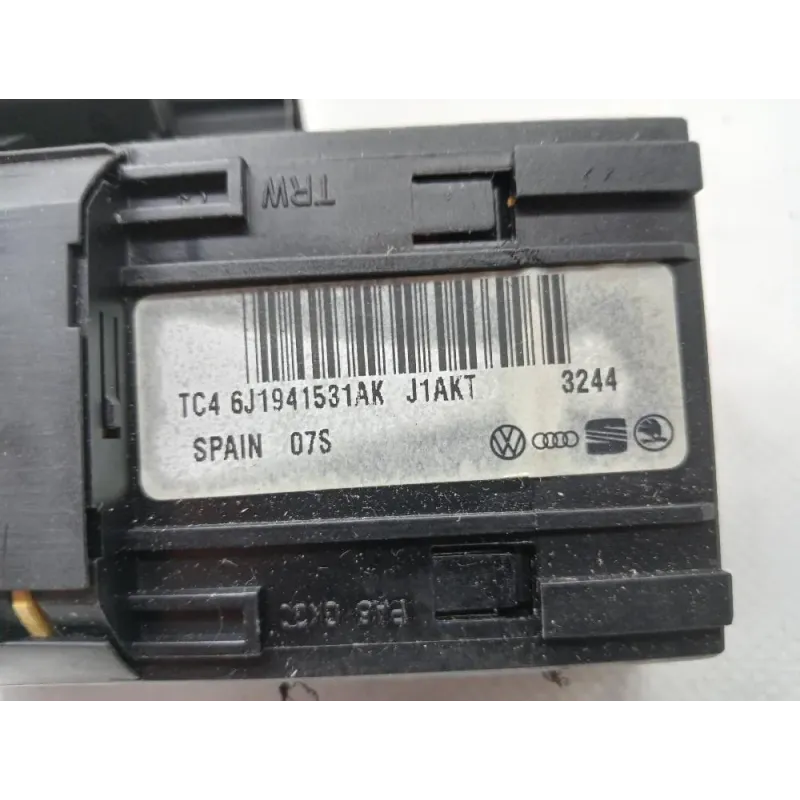 TRW
TC4 6J1941531AK J1AKT 3244
SPAIN 07S